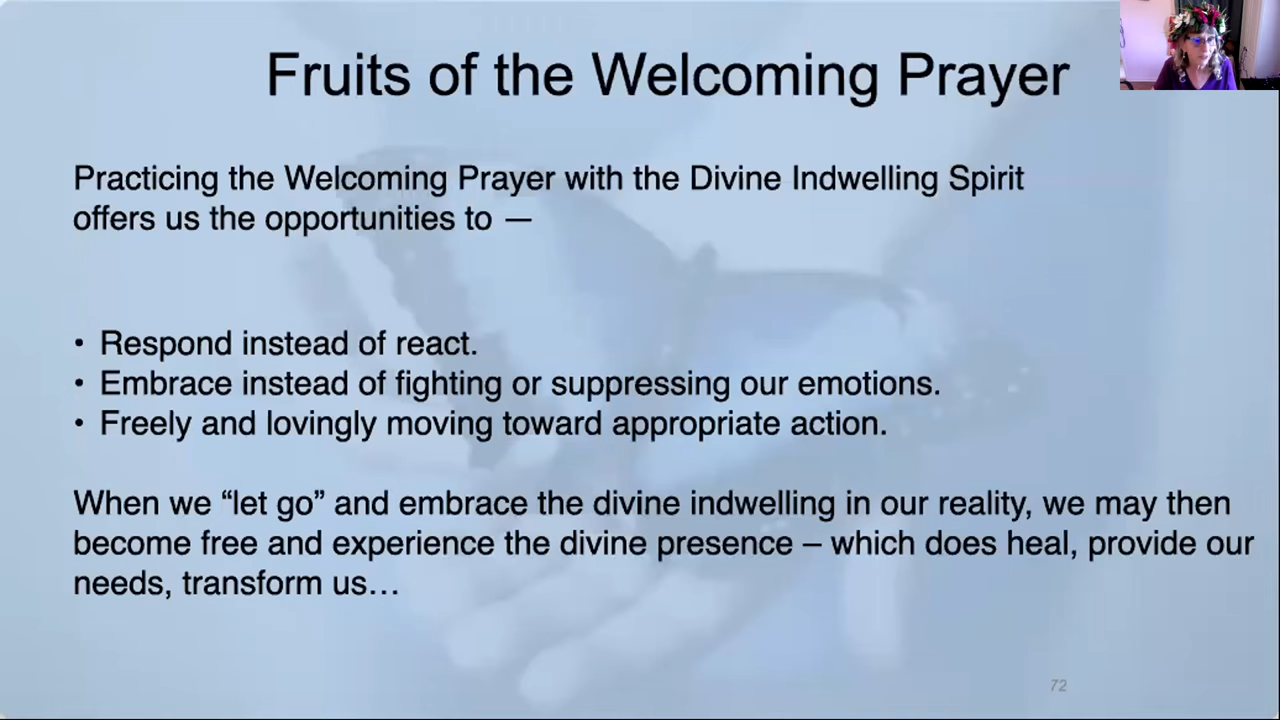 Fruits of the Welcoming Prayer
Practicing the Welcoming Prayer with the Divine Indwelling Spirit
offers us the opportunities to —
• Respond instead of react.
• Embrace instead of fighting or suppressing our emotions.
• Freely and lovingly moving toward appropriate action.
When we “let go” and embrace the divine indwelling in our reality, we may then
become free and experience the divine presence – which does heal, provide our
needs, transform us…
72